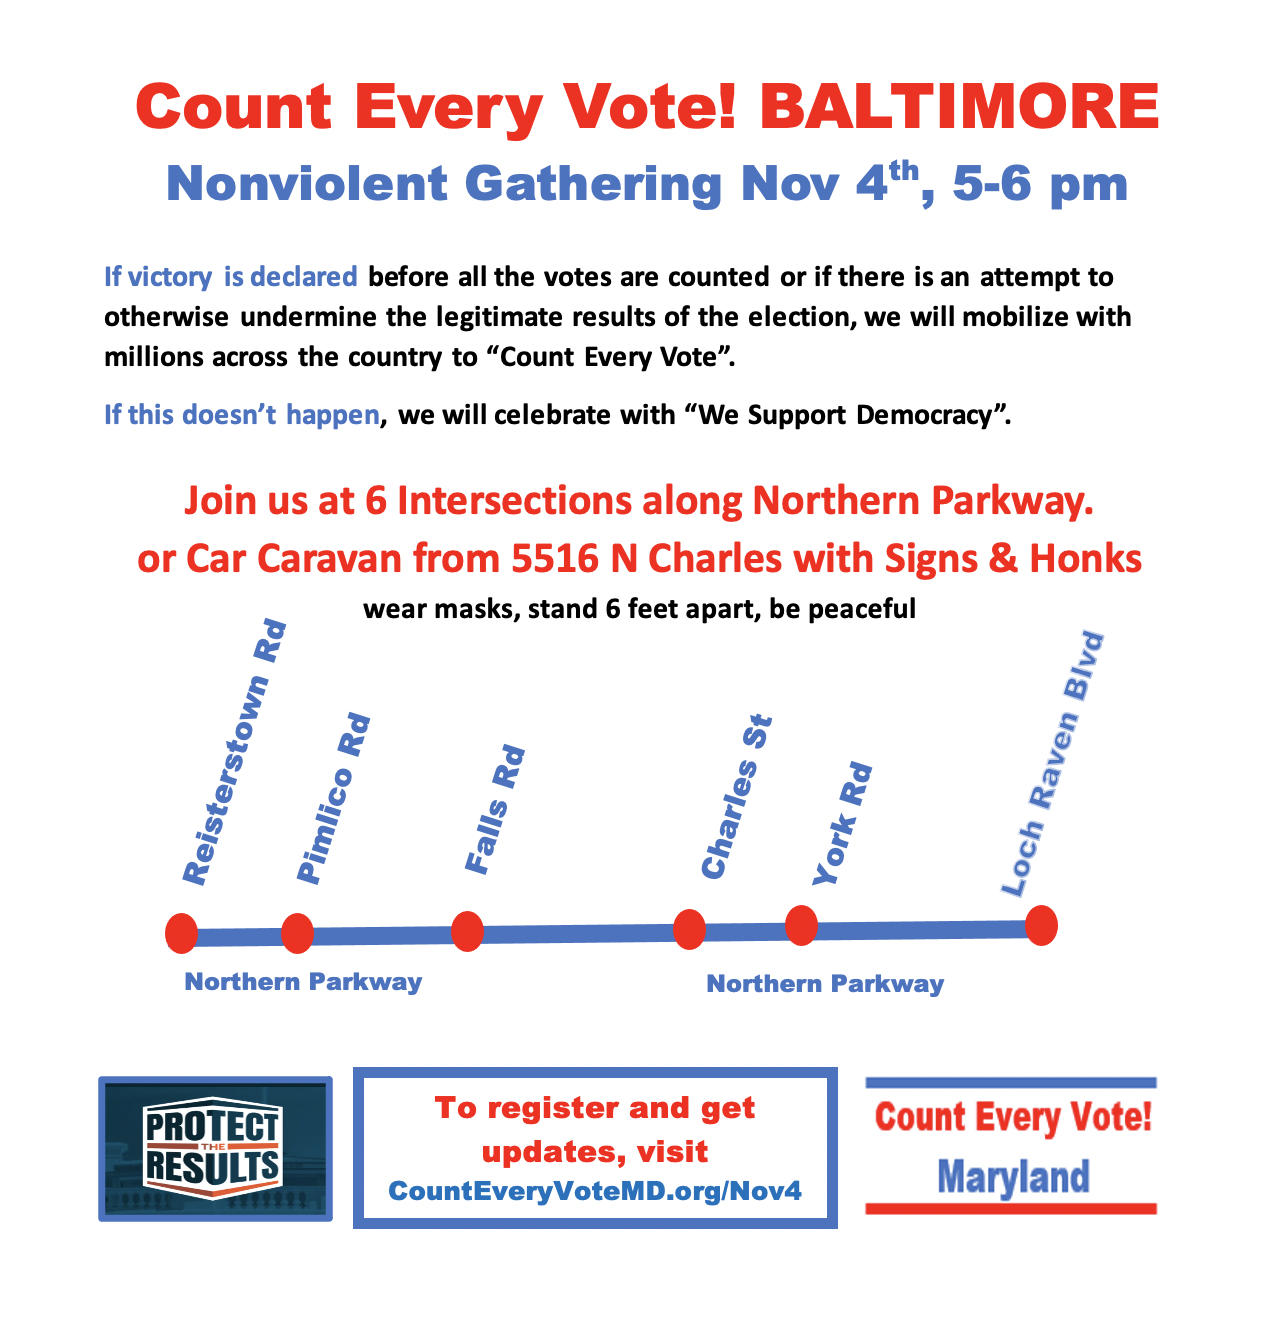 Count Every Vote! BALTIMORE
Nonviolent Gathering Nov 4th, 5-6 pm
If victory is declared before all the votes are counted or if there is an attempt to
otherwise undermine the legitimate results of the election, we will mobilize with
millions across the country to “Count Every Vote”.
If this doesn’t happen, we will celebrate with “We Support Democracy”.
Join us at 6 Intersections along Northern Parkway.
or Car Caravan from 5516 N Charles with Signs & Honks
wear masks, stand 6 feet apart, be peaceful
Reisterstown Rd
Pimlico Rd
Falls Rd
Charles St
York Rd
Loch Raven Blvd
Northern Parkway
Northern Parkway
PROTECT
THE
RESULTS
To register and get
updates, visit
CountEveryVoteMD.org/Nov4
Count Every Vote!
Maryland